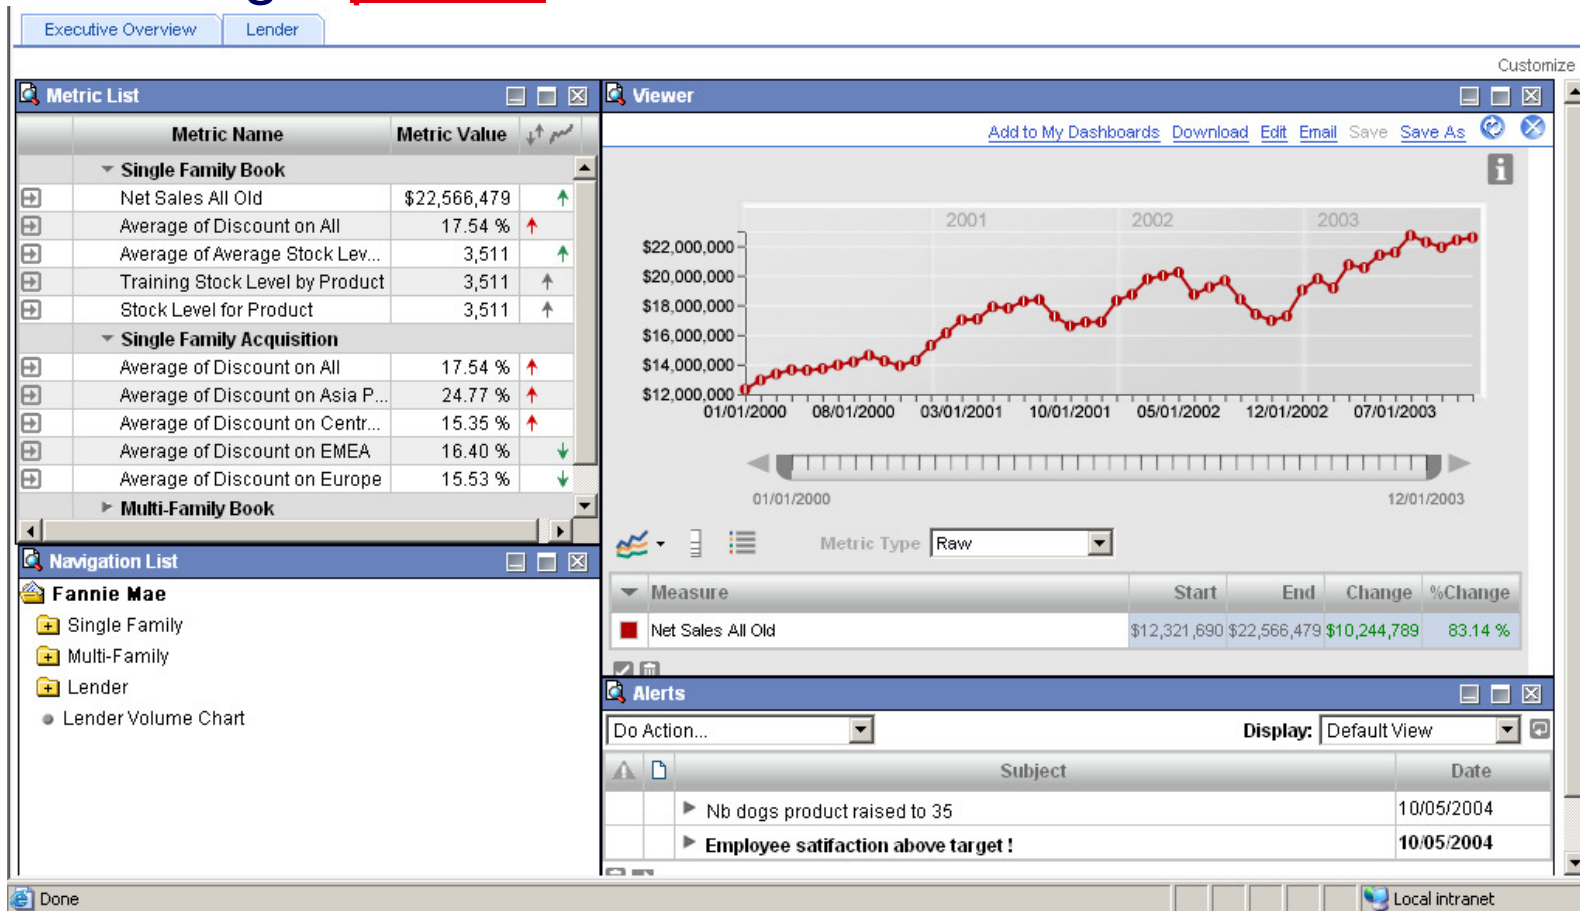 Executive Overview Lender
Customize
Metric List
Metric Name Metric Value
Single Family Book
Net Sales All Old $22,566,479
Average of Discount on All 17.54 %
Average of Average Stock Lev... 3,511
Training Stock Level by Product 3,511
Stock Level for Product 3,511
Single Family Acquisition
Average of Discount on All 17.54 %
Average of Discount on Asia P... 24.77 %
Average of Discount on Centr... 15.35 %
Average of Discount on EMEA 16.40 %
Average of Discount on Europe 15.53 %
Multi-Family Book
Navigation List
Fannie Mae
Single Family
Multi-Family
Lender
Lender Volume Chart
Viewer
Add to My Dashboards Download Edit Email Save Save As
i
2001 2002 2003
$22,000,000
$20,000,000
$18,000,000
$16,000,000
$14,000,000
$12,000,000
01/01/2000 08/01/2000 03/01/2001 10/01/2001 05/01/2002 12/01/2002 07/01/2003
01/01/2000 12/01/2003
Metric Type Raw
Measure Start End Change %Change
Net Sales All Old $12,321,690 $22,566,479 $10,244,789 83.14 %
Alerts
Do Action... Display: Default View
Subject Date
Nb dogs product raised to 35 10/05/2004
Employee satifaction above target ! 10/05/2004
Done Local intranet